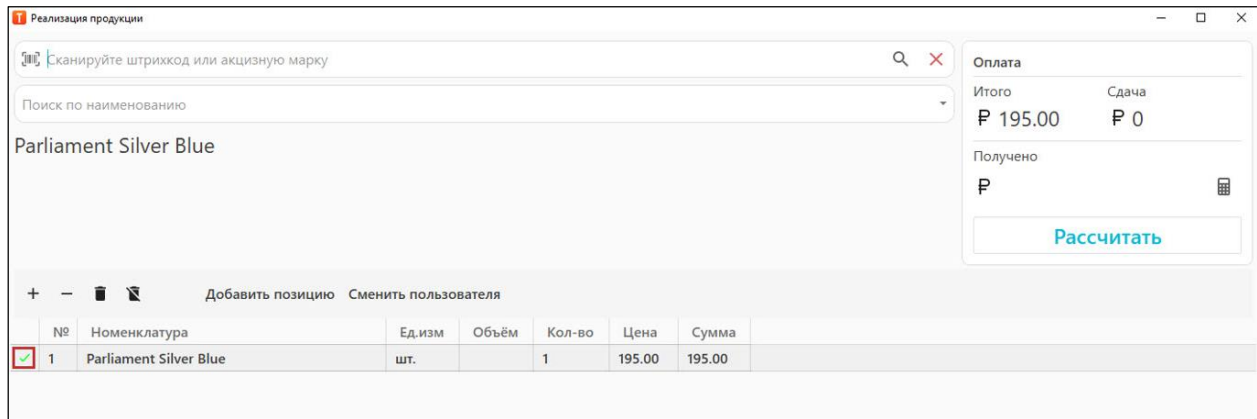 Реализация продукции
Сканируйте штрихкод или акцизную марку
Поиск по наименованию
Parliament Silver Blue
Оплата
Итого Сдача
₽ 195.00 ₽ 0
Получено
₽
Рассчитать
+ − Добавить позицию Сменить пользователя
№ Номенклатура Ед.изм Объём Кол-во Цена Сумма
1 Parliament Silver Blue шт. 1 195.00 195.00